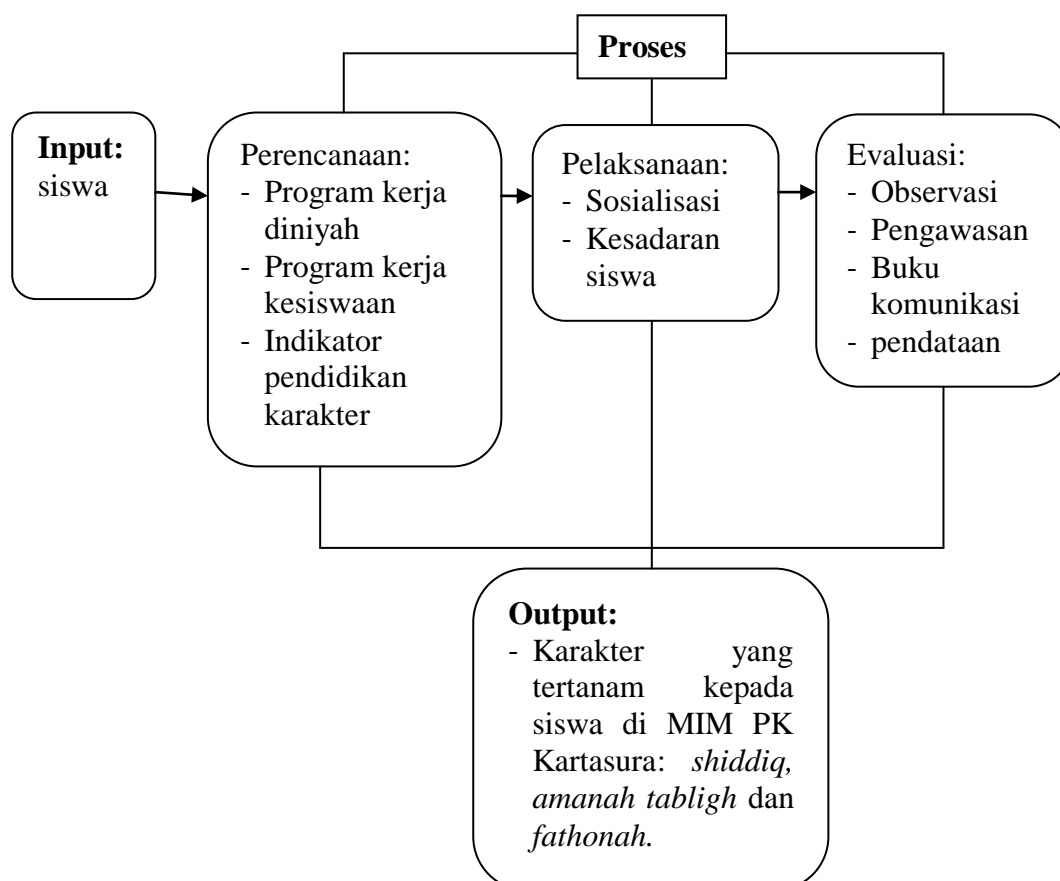 Proses
Input:
siswa
Perencanaan:
- Program kerja
diniyah
- Program kerja
kesiswaan
- Indikator
pendidikan
karakter
Pelaksanaan:
- Sosialisasi
- Kesadaran
siswa
Evaluasi:
- Observasi
- Pengawasan
- Buku
komunikasi
- pendataan
Output:
- Karakter yang
tertanam kepada
siswa di MIM PK
Kartasura: shiddiq,
amanah tabligh dan
fathonah.